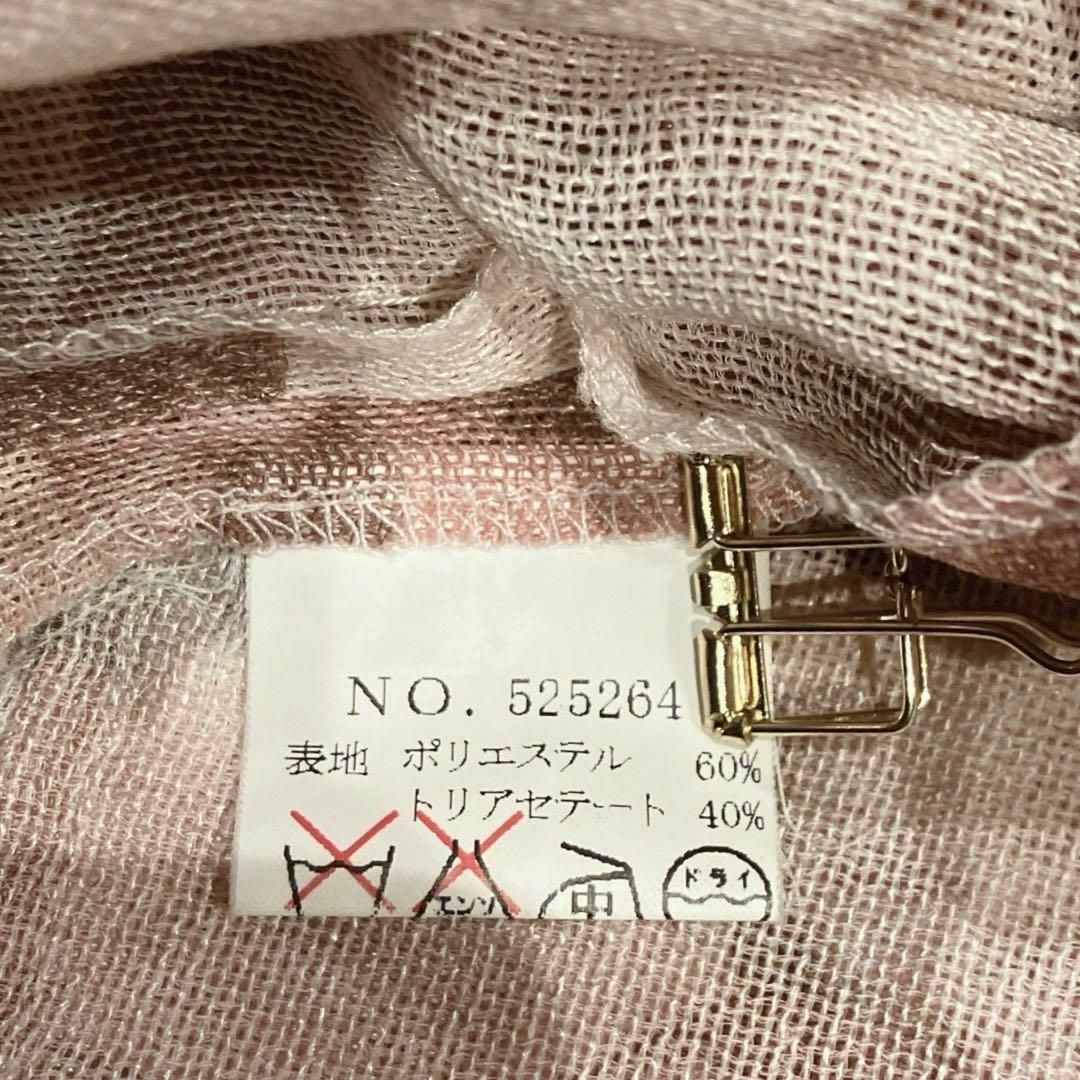 NO. 525264
表地 ポリエステル 60%
トリアセテート 40%
エンソ 中 ドライ